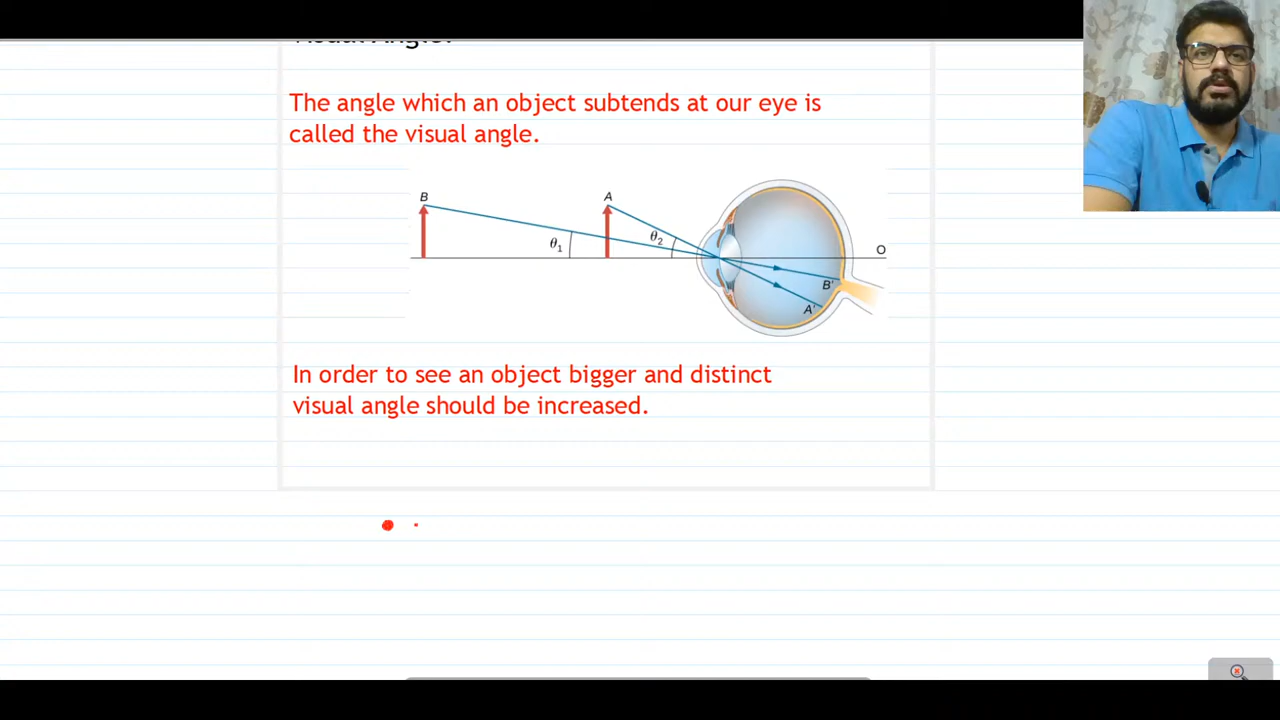 The angle which an object subtends at our eye is
called the visual angle.
B
A
θ1
θ2
O
B'
A'
In order to see an object bigger and distinct
visual angle should be increased.